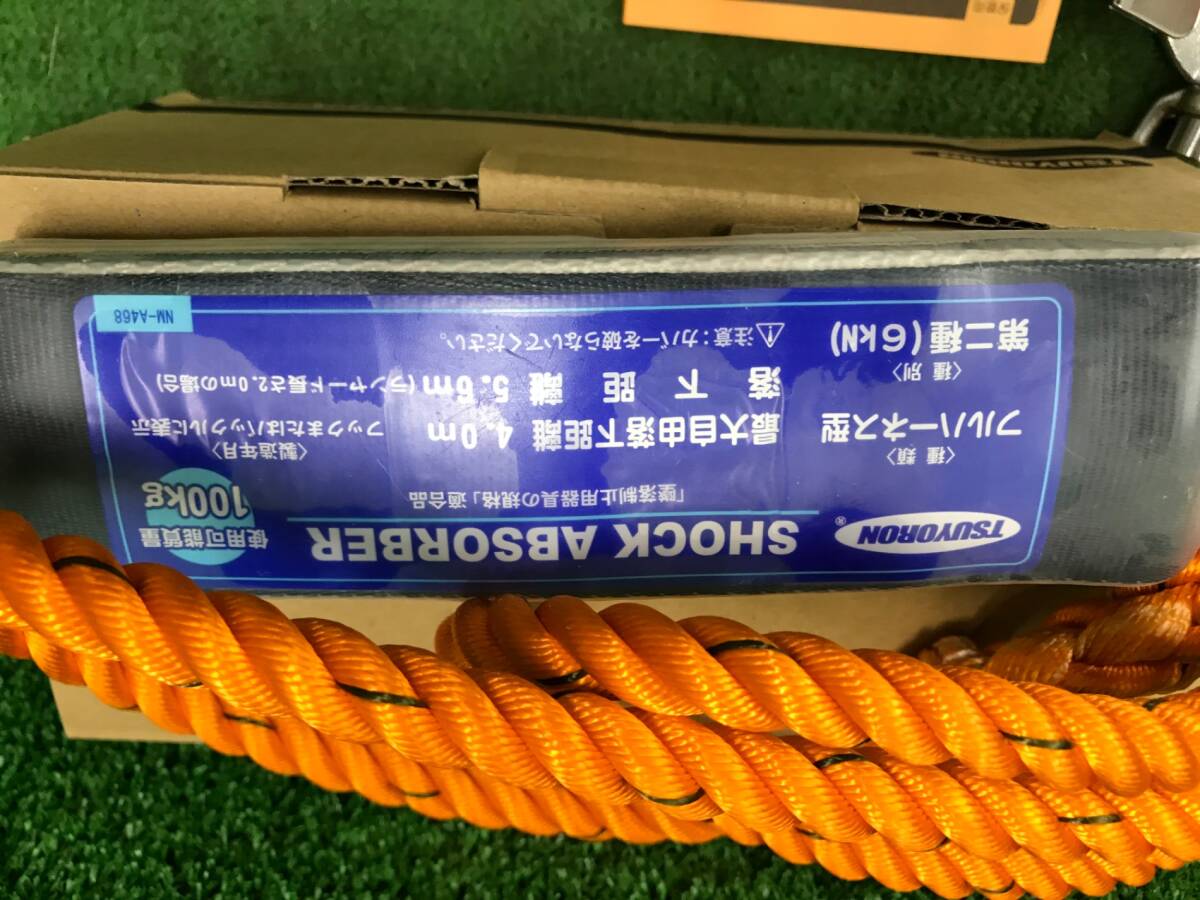 TSUYORON®
SHOCK ABSORBER
使用可能質量
100kg
「墜落制止用器具の規格」適合品
〈種類〉
フルハーネス型
最大自由落下距離 4.0m
〈製造年月〉
フックまたはバックルに表示
〈種別〉
第二種(6kN)
落下距離 5.6m(ランヤード長さ2.0mの場合)
⚠注意:カバーを破らないでください。
NM-A468
TSUYORON